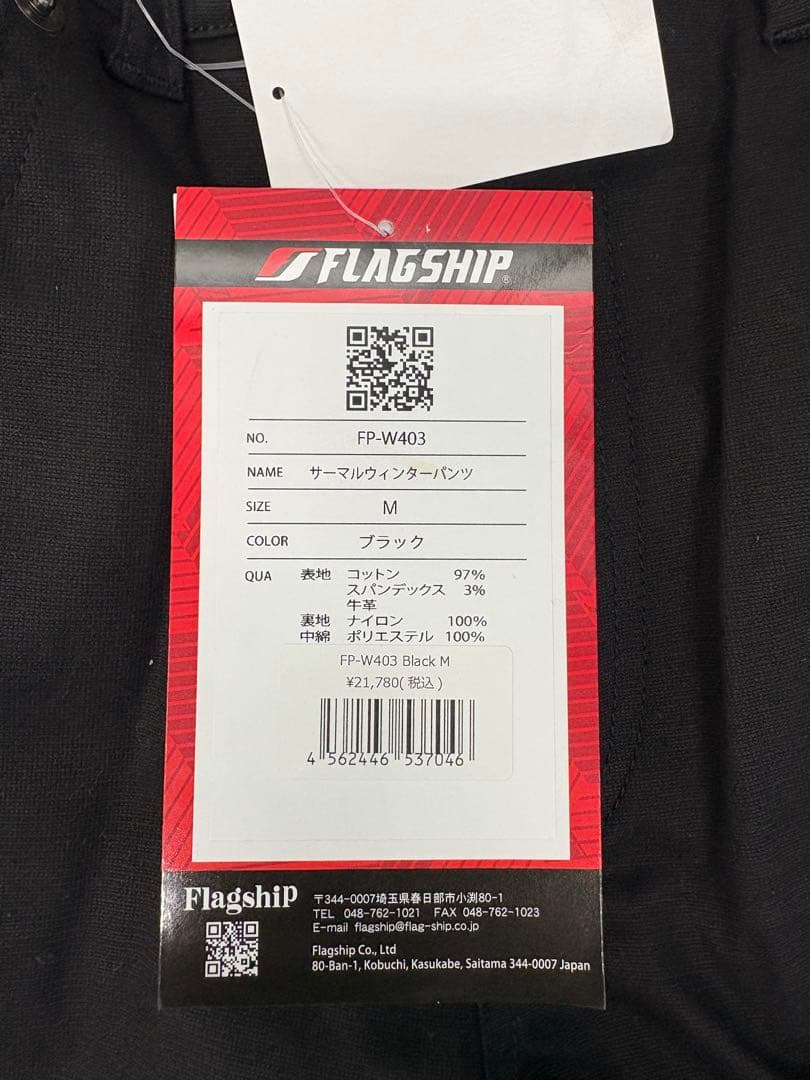 FLAGSHIP®
NO. FP-W403
NAME サーマルウィンターパンツ
SIZE M
COLOR ブラック
QUA 表地 コットン 97%
スパンデックス 3%
牛革
裏地 ナイロン 100%
中綿 ポリエステル 100%
FP-W403 Black M
¥21,780(税込)
4 562446 537046
Flagship
〒344-0007埼玉県春日部市小渕80-1
TEL 048-762-1021 FAX 048-762-1023
E-mail flagship@flag-ship.co.jp
Flagship Co., Ltd
80-Ban-1, Kobuchi, Kasukabe, Saitama 344-0007 Japan